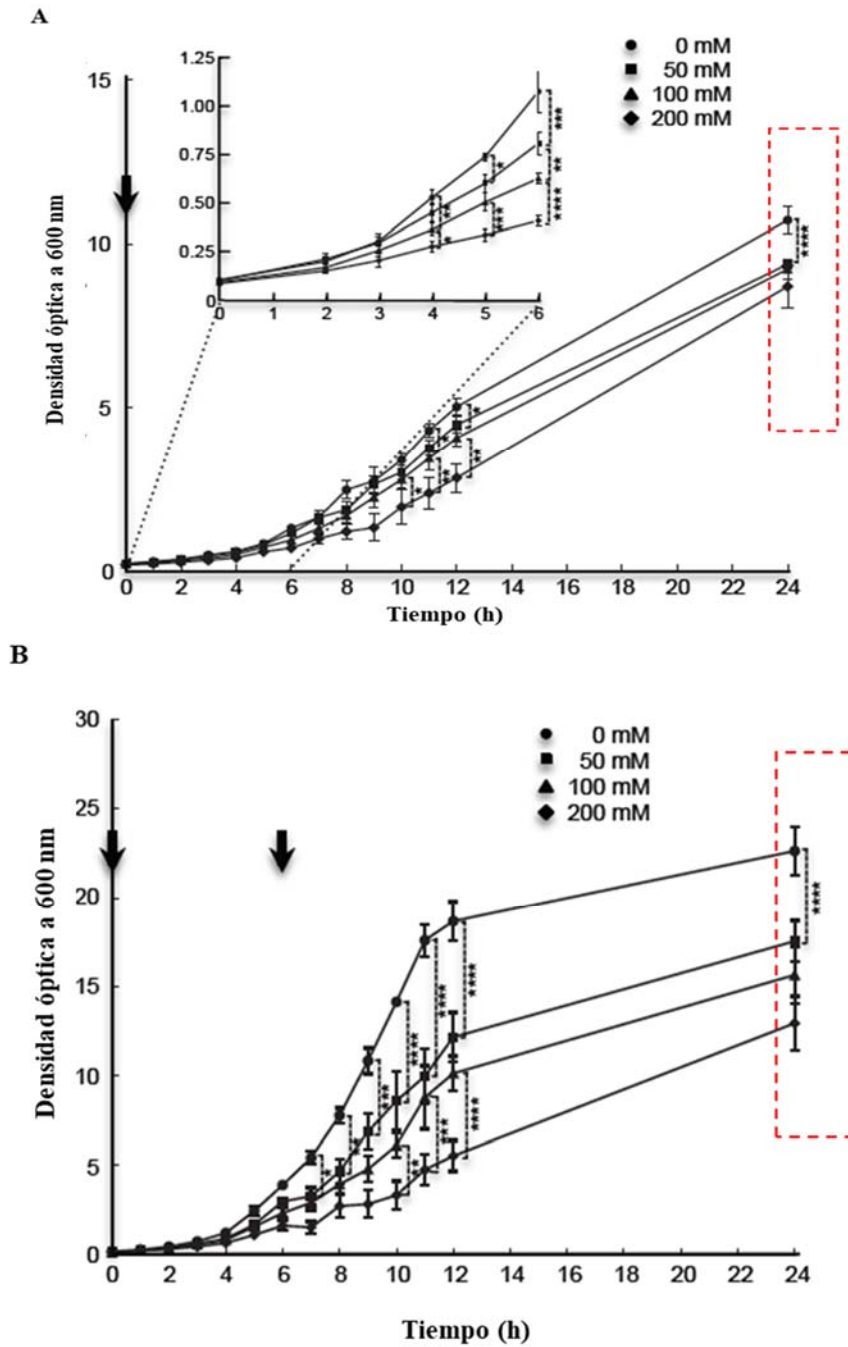 A
0 mM
50 mM
100 mM
200 mM
Densidad óptica a 600 nm
15
10
5
0
1.25
1.00
0.75
0.50
0.25
0
0 1 2 3 4 5 6
** * * *** *** ** ****
* * * ** * ** ****
0 2 4 6 8 10 12 14 16 18 20 22 24
Tiempo (h)
B
0 mM
50 mM
100 mM
200 mM
Densidad óptica a 600 nm
30
25
20
15
10
5
0
0 2 4 6 8 10 12 14 16 18 20 22 24
Tiempo (h)